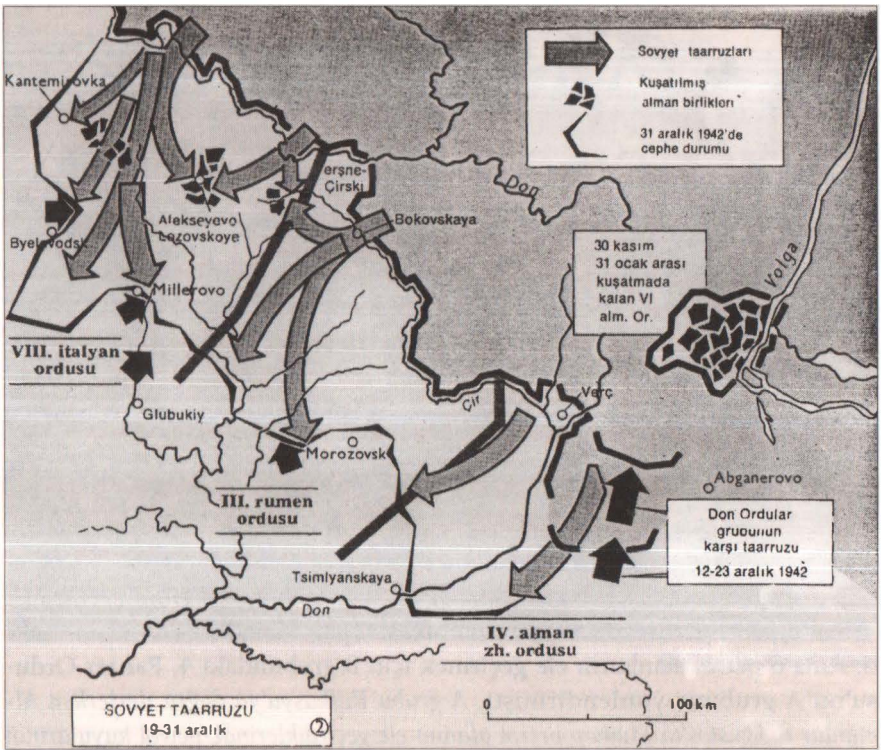 Sovyet taarruzları
Kuşatılmış
alman birlikleri
31 aralık 1942'de
cephe durumu
Kantemirovka
Alekseyevo
Lozovskoye
Byelovodsk
Millerovo
VIII. italyan
ordusu
Glubukiy
erşne-
Çirski
Bokovskaya
Don
30 kasım
31 ocak arası
kuşatmada
kalan VI
alm. Or.
Volga
Çir
Verç
Morozovsk
III. rumen
ordusu
Abganerovo
Don Ordular
grubunun
karşı taarruzu
12-23 aralık 1942
Tsimlyanskaya
Don
IV. alman
zh. ordusu
SOVYET TAARRUZU
19-31 aralık
2
0 100 km